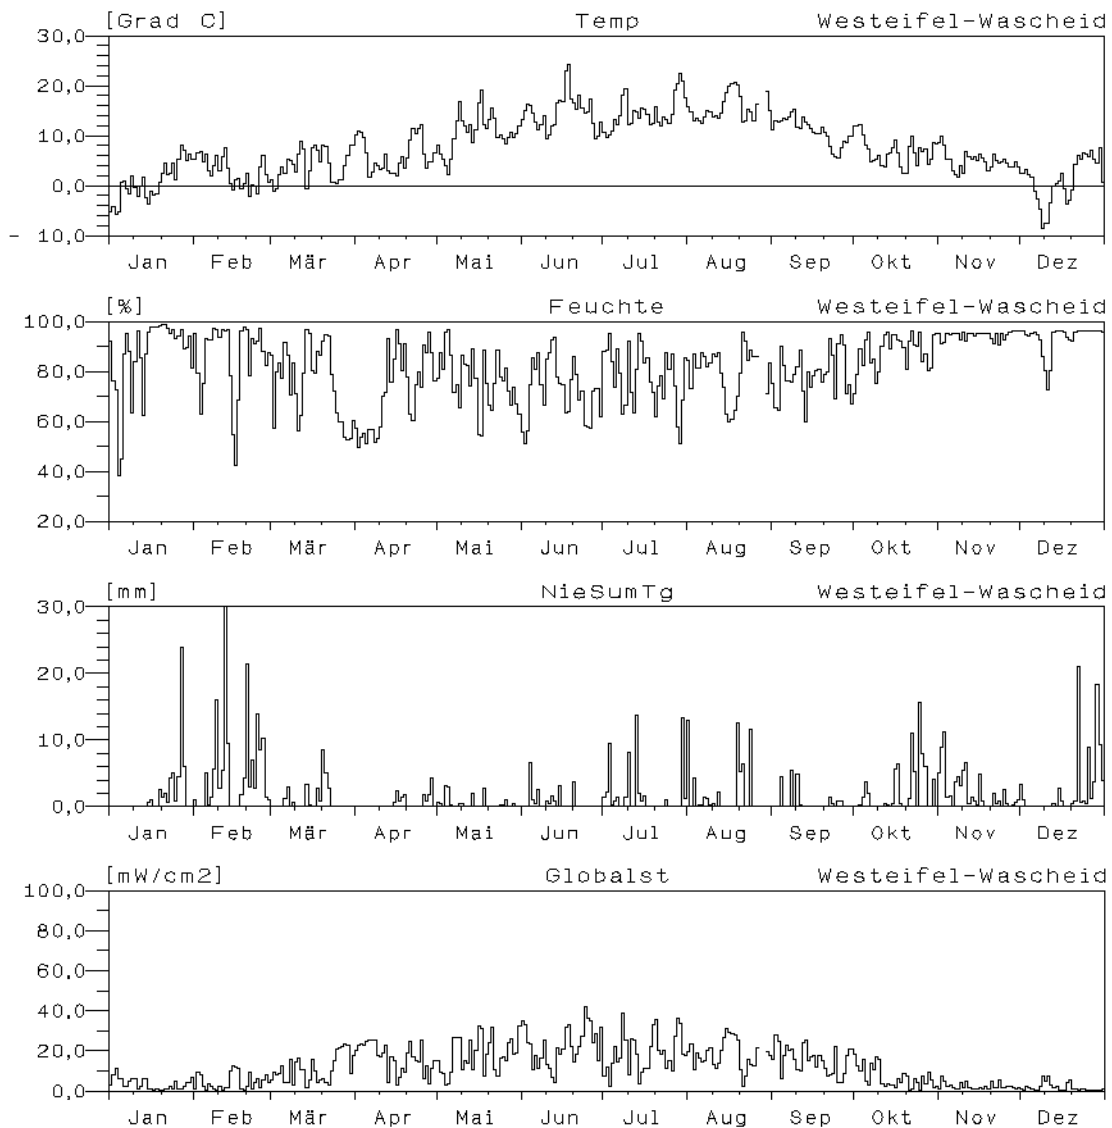 [Grad C] Temp Westeifel-Wascheid
30,0
20,0
10,0
0,0
- 10,0
Jan Feb Mär Apr Mai Jun Jul Aug Sep Okt Nov Dez
[%] Feuchte Westeifel-Wascheid
100,0
80,0
60,0
40,0
20,0
Jan Feb Mär Apr Mai Jun Jul Aug Sep Okt Nov Dez
[mm] NieSumTg Westeifel-Wascheid
30,0
20,0
10,0
0,0
Jan Feb Mär Apr Mai Jun Jul Aug Sep Okt Nov Dez
[mW/cm2] Globalst Westeifel-Wascheid
100,0
80,0
60,0
40,0
20,0
0,0
Jan Feb Mär Apr Mai Jun Jul Aug Sep Okt Nov Dez